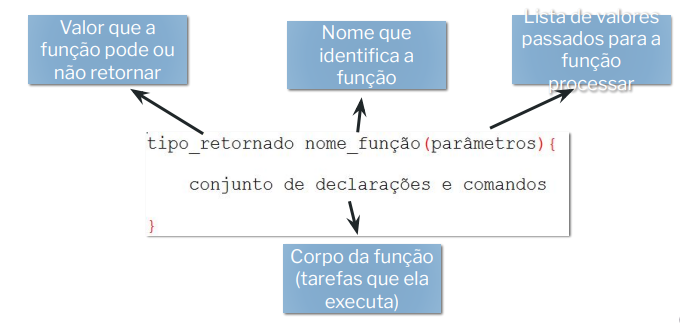 Valor que a
função pode ou
não retornar
Nome que
identifica a
função
Lista de valores
passados para a
função
processar
tipo_retornado nome_função(parâmetros){
conjunto de declarações e comandos
}
Corpo da função
(tarefas que ela
executa)